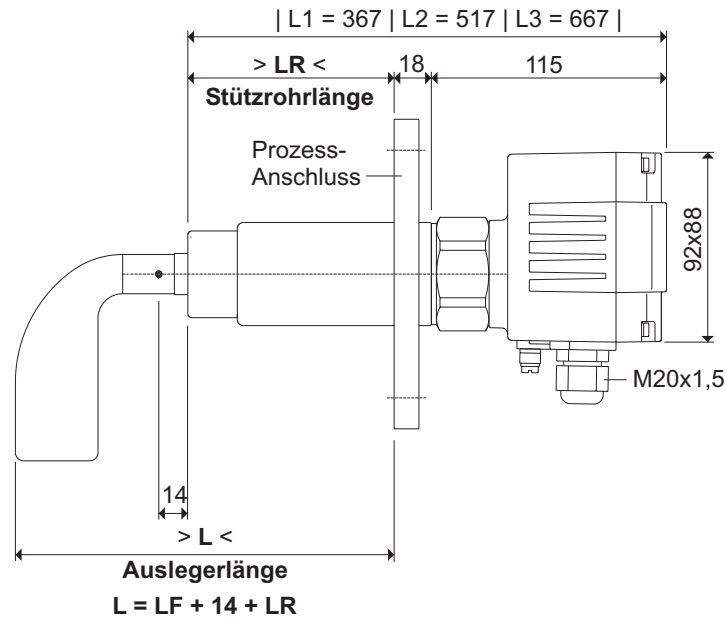 | L1 = 367 | L2 = 517 | L3 = 667 |
> LR <
18
115
Stützrohrlänge
Prozess-
Anschluss
92x88
M20x1,5
14
> L <
Auslegerlänge
L = LF + 14 + LR